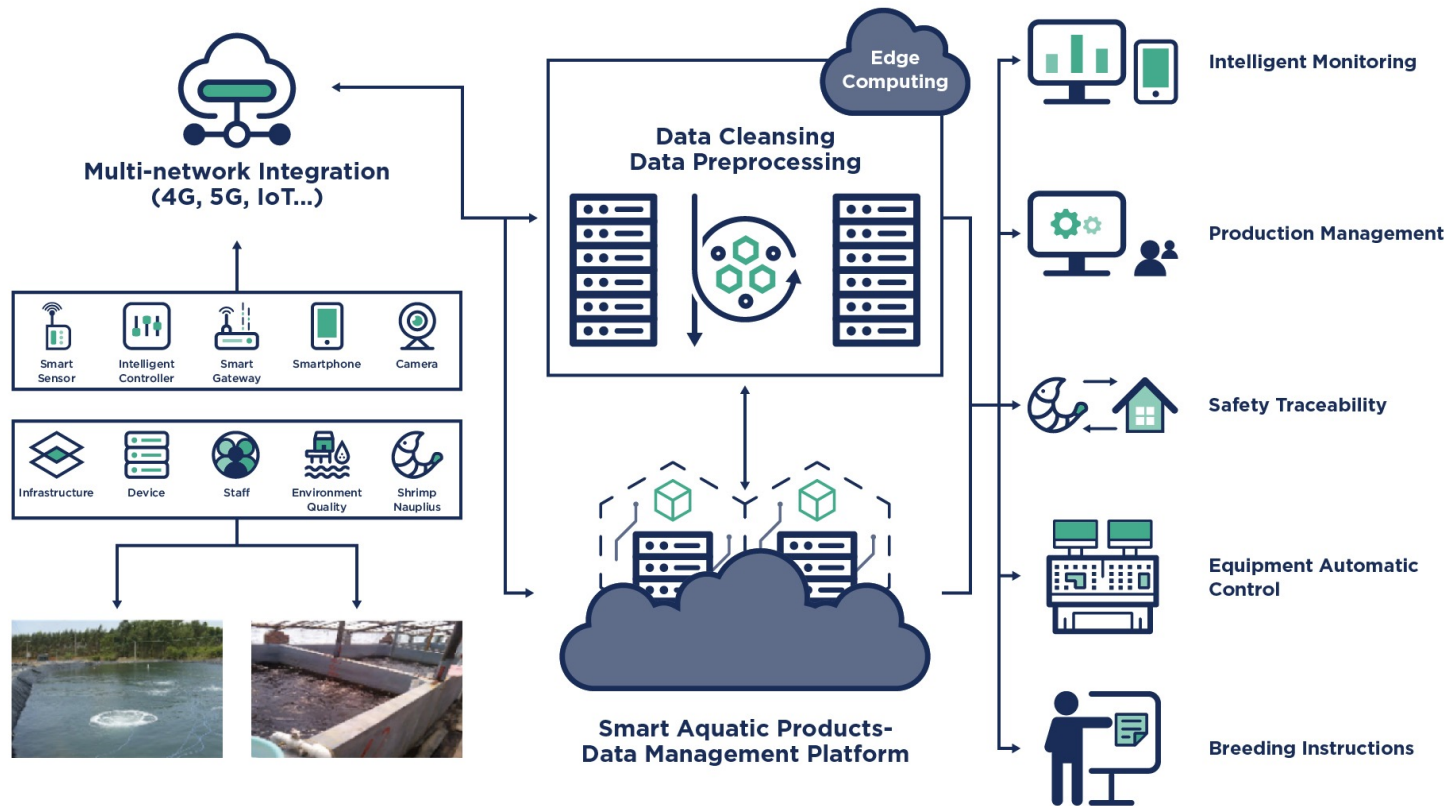 Multi-network Integration
(4G, 5G, IoT...)
Smart
Sensor
Intelligent
Controller
Smart
Gateway
Smartphone
Camera
Infrastructure
Device
Staff
Environment
Quality
Shrimp
Nauplius
Edge
Computing
Data Cleansing
Data Preprocessing
Smart Aquatic Products-
Data Management Platform
Intelligent Monitoring
Production Management
Safety Traceability
Equipment Automatic
Control
Breeding Instructions